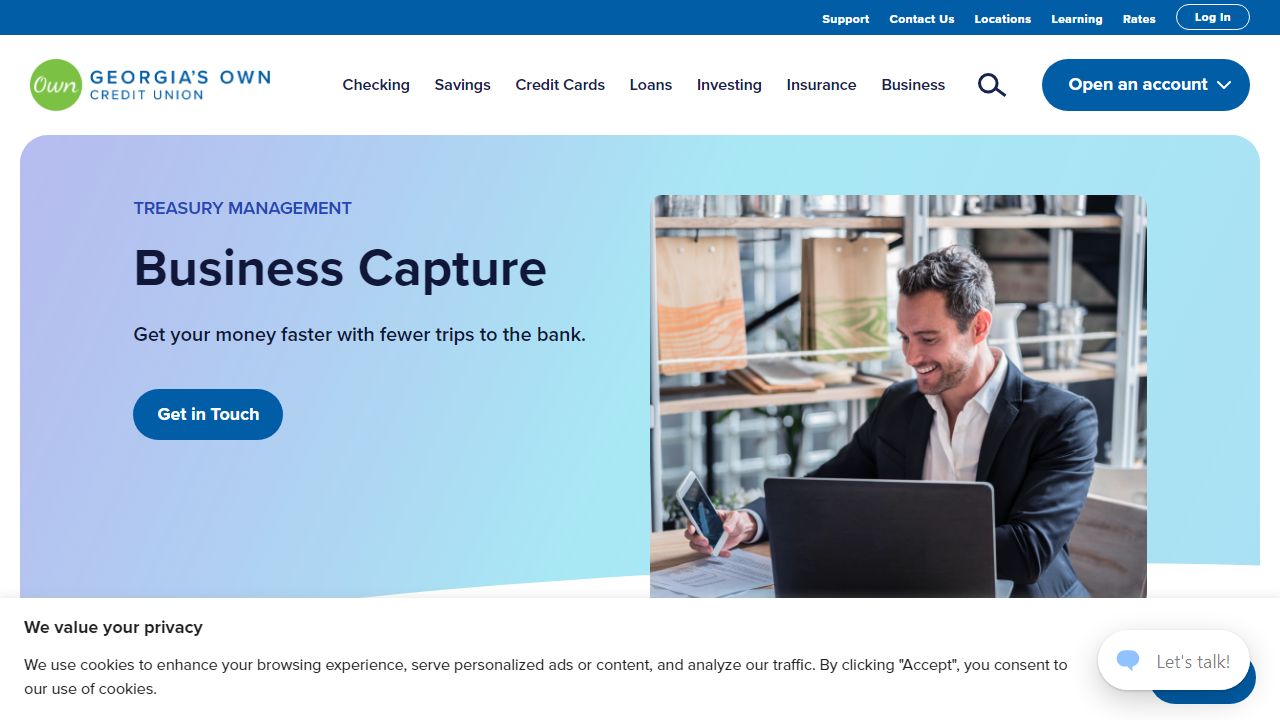 Support Contact Us Locations Learning Rates Log In
Own GEORGIA'S OWN
CREDIT UNION
Checking Savings Credit Cards Loans Investing Insurance Business Open an account
TREASURY MANAGEMENT
Business Capture
Get your money faster with fewer trips to the bank.
Get in Touch
We value your privacy
We use cookies to enhance your browsing experience, serve personalized ads or content, and analyze our traffic. By clicking "Accept", you consent to
our use of cookies.
Let's talk!